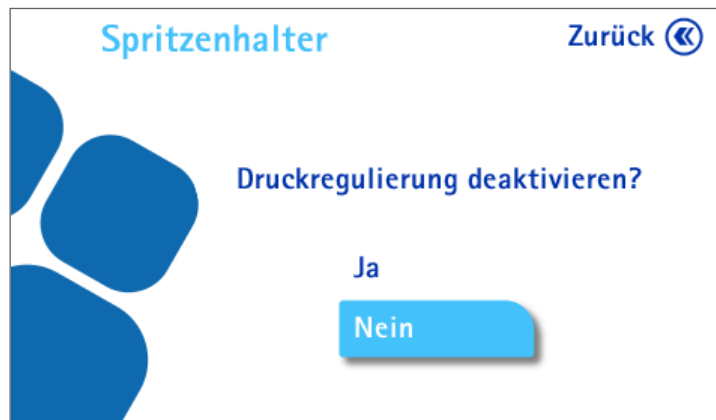 Spritzenhalter
Zurück
Druckregulierung deaktivieren?
Ja
Nein